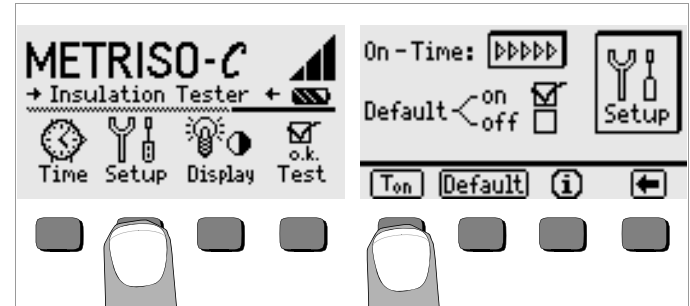 METRISO-C
→ Insulation Tester ←
Time Setup Display o.k. Test
On-Time: ▷▷▷▷▷
Default on
off
Setup
Ton Default i ←